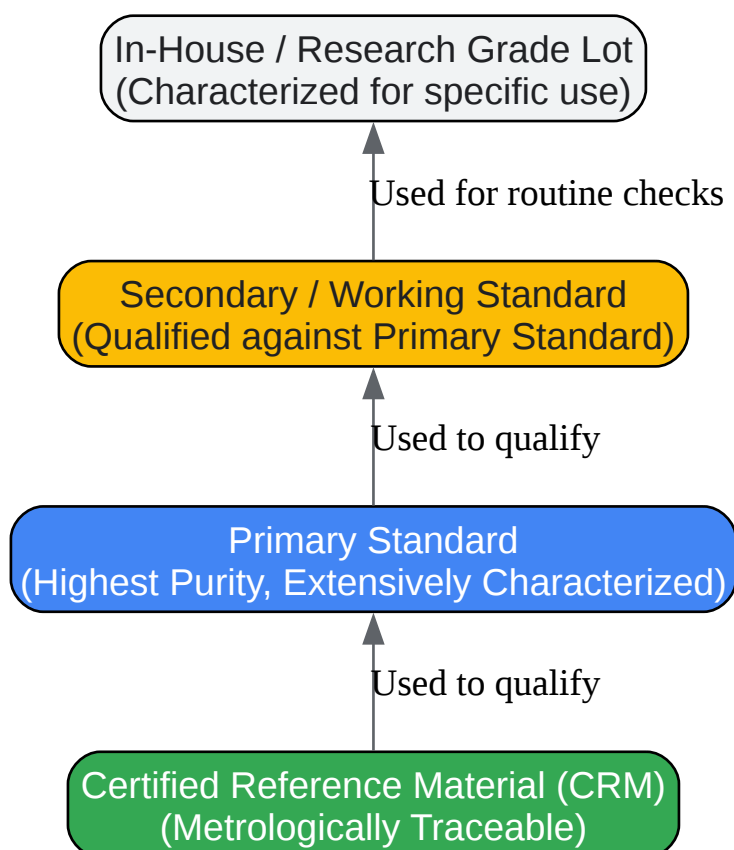 In-House / Research Grade Lot
(Characterized for specific use)
Used for routine checks
Secondary / Working Standard
(Qualified against Primary Standard)
Used to qualify
Primary Standard
(Highest Purity, Extensively Characterized)
Used to qualify
Certified Reference Material (CRM)
(Metrologically Traceable)